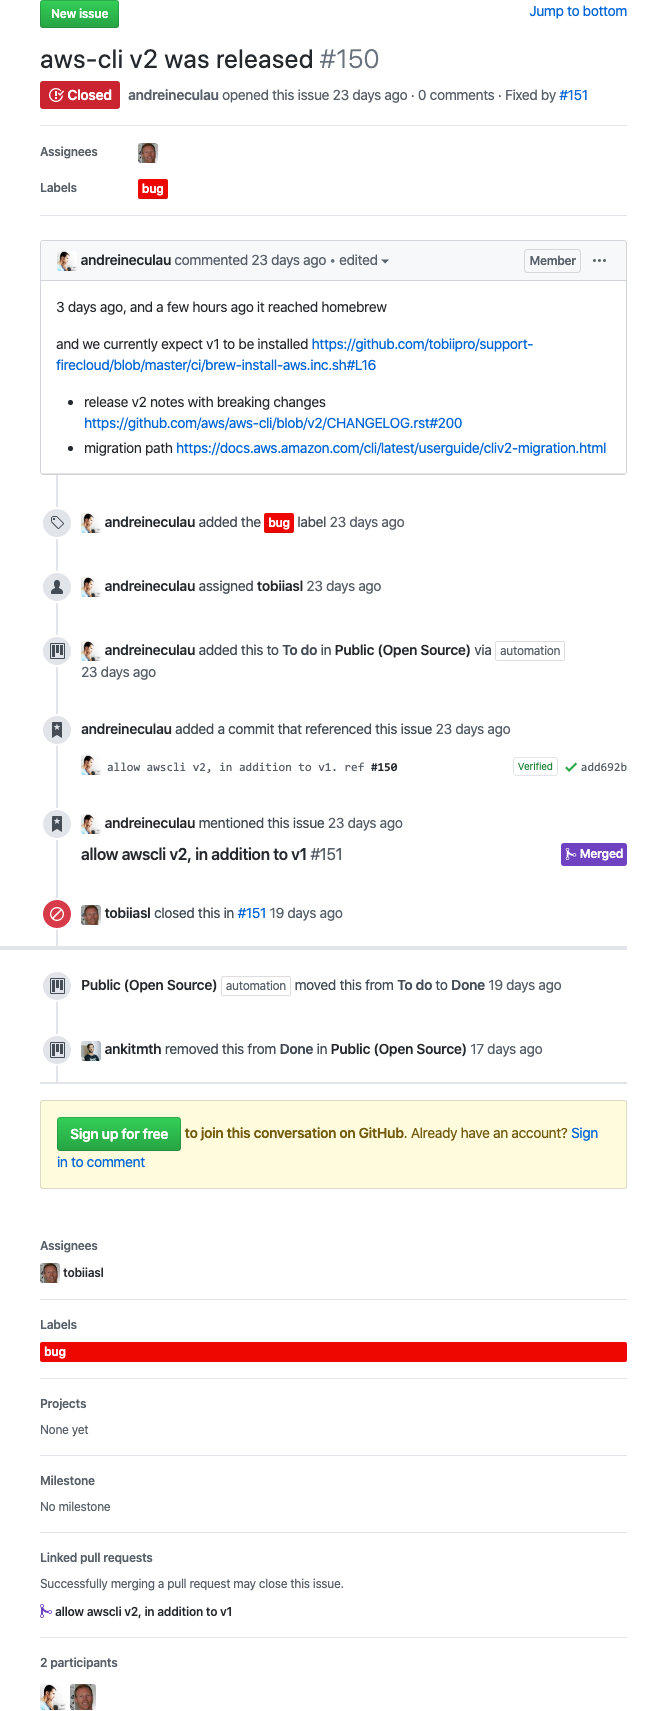 New issue
Jump to bottom
aws-cli v2 was released #150
Closed andreineculau opened this issue 23 days ago · 0 comments · Fixed by #151
Assignees
Labels bug
andreineculau commented 23 days ago • edited
Member ···
3 days ago, and a few hours ago it reached homebrew
and we currently expect v1 to be installed https://github.com/tobiipro/support-
firecloud/blob/master/ci/brew-install-aws.inc.sh#L16
• release v2 notes with breaking changes
https://github.com/aws/aws-cli/blob/v2/CHANGELOG.rst#200
• migration path https://docs.aws.amazon.com/cli/latest/userguide/cliv2-migration.html
andreineculau added the bug label 23 days ago
andreineculau assigned tobiiasl 23 days ago
andreineculau added this to To do in Public (Open Source) via automation
23 days ago
andreineculau added a commit that referenced this issue 23 days ago
allow awscli v2, in addition to v1. ref #150
Verified add692b
andreineculau mentioned this issue 23 days ago
allow awscli v2, in addition to v1 #151
Merged
tobiiasl closed this in #151 19 days ago
Public (Open Source) automation moved this from To do to Done 19 days ago
ankitmth removed this from Done in Public (Open Source) 17 days ago
Sign up for free to join this conversation on GitHub. Already have an account? Sign
in to comment
Assignees
tobiiasl
Labels
bug
Projects
None yet
Milestone
No milestone
Linked pull requests
Successfully merging a pull request may close this issue.
allow awscli v2, in addition to v1
2 participants